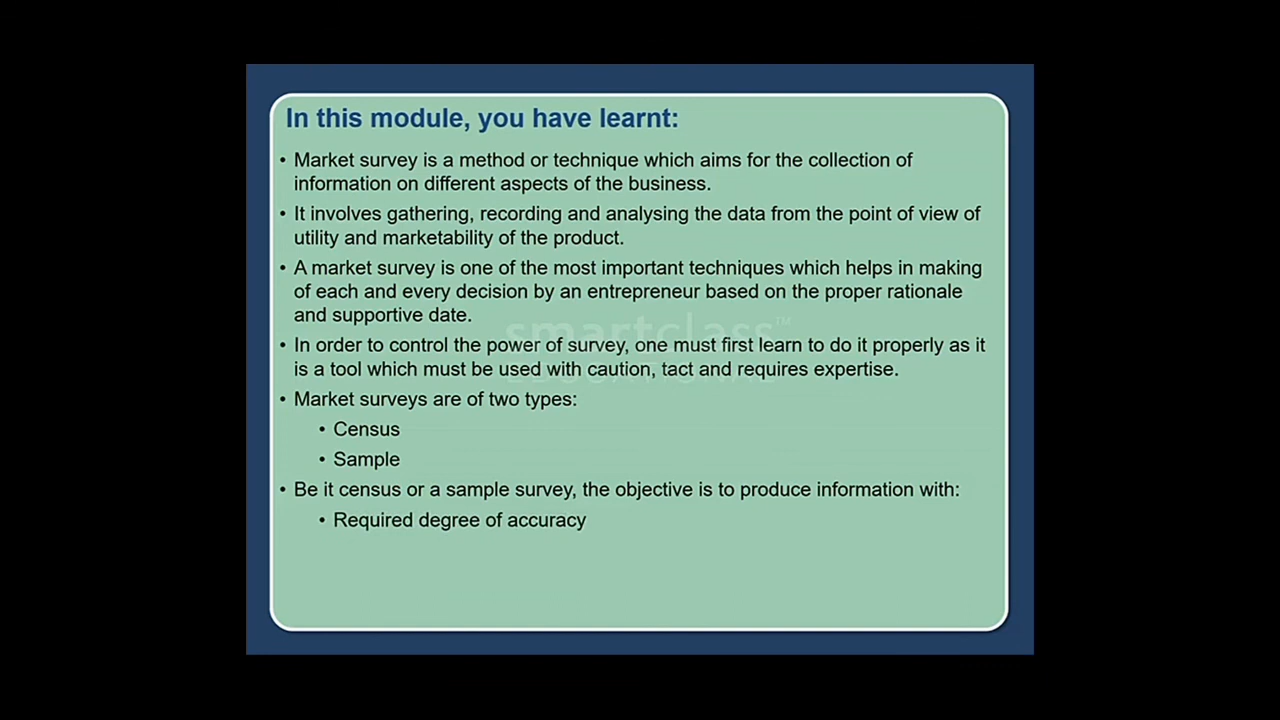 In this module, you have learnt:
• Market survey is a method or technique which aims for the collection of
information on different aspects of the business.
• It involves gathering, recording and analysing the data from the point of view of
utility and marketability of the product.
• A market survey is one of the most important techniques which helps in making
of each and every decision by an entrepreneur based on the proper rationale
and supportive date.
smartclass™
• In order to control the power of survey, one must first learn to do it properly as it
is a tool which must be used with caution, tact and requires expertise.
EDUCATIONAL
• Market surveys are of two types:
• Census
• Sample
• Be it census or a sample survey, the objective is to produce information with:
• Required degree of accuracy